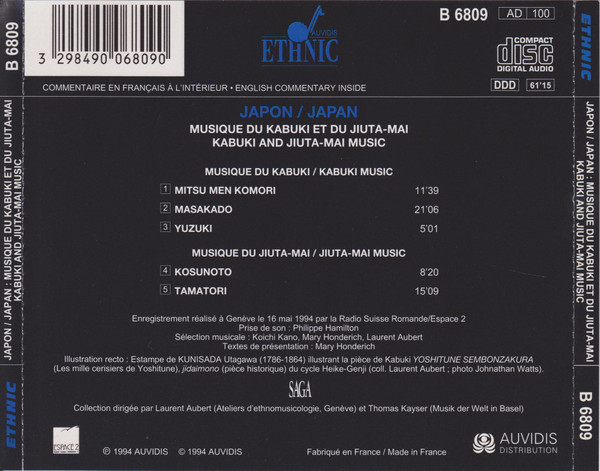 B 6809
JAPON / JAPAN : MUSIQUE DU KABUKI ET DU JIUTA-MAI
KABUKI AND JIUTA-MAI MUSIC
ETHNIC
3 298490 068090
AUVIDIS
ETHNIC
B 6809
AD 100
COMPACT
disc
DIGITAL AUDIO
DDD 61'15
COMMENTAIRE EN FRANÇAIS À L'INTÉRIEUR • ENGLISH COMMENTARY INSIDE
JAPON / JAPAN
MUSIQUE DU KABUKI ET DU JIUTA-MAI
KABUKI AND JIUTA-MAI MUSIC
MUSIQUE DU KABUKI / KABUKI MUSIC
1 MITSU MEN KOMORI 11'39
2 MASAKADO 21'06
3 YUZUKI 5'01
MUSIQUE DU JIUTA-MAI / JIUTA-MAI MUSIC
4 KOSUNOTO 8'20
5 TAMATORI 15'09
Enregistrement réalisé à Genève le 16 mai 1994 par la Radio Suisse Romande/Espace 2
Prise de son : Philippe Hamilton
Sélection musicale : Koichi Kano, Mary Honderich, Laurent Aubert
Textes de présentation : Mary Honderich
Illustration recto : Estampe de KUNISADA Utagawa (1786-1864) illustrant la pièce de Kabuki YOSHITUNE SEMBONZAKURA
(Les mille cerisiers de Yoshitune), jidaimono (pièce historique) du cycle Heike-Genji (coll. Laurent Aubert ; photo Johnathan Watts).
SAGA
Collection dirigée par Laurent Aubert (Ateliers d'ethnomusicologie, Genève) et Thomas Kayser (Musik der Welt in Basel)
ESPACE 2
℗ 1994 AUVIDIS © 1994 AUVIDIS
Fabriqué en France / Made in France
AUVIDIS
DISTRIBUTION
ETHNIC
JAPON / JAPAN : MUSIQUE DU KABUKI ET DU JIUTA-MAI
KABUKI AND JIUTA-MAI MUSIC
B 6809